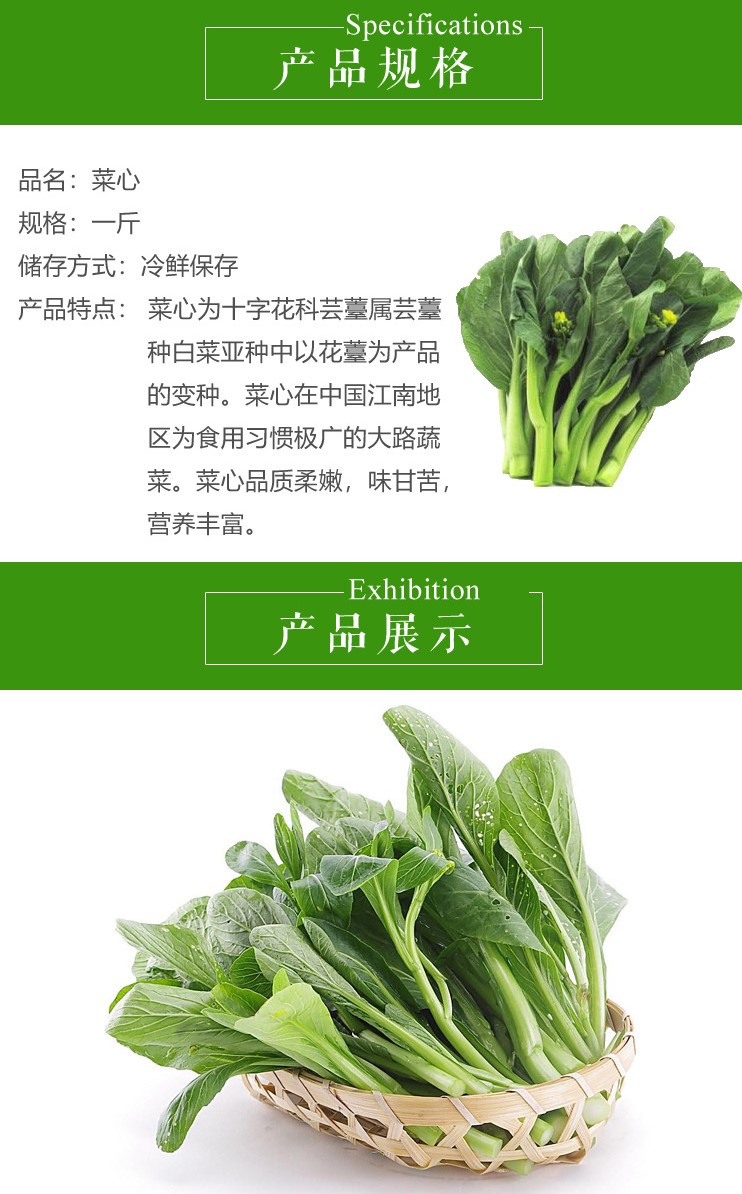 Specifications
产品规格
品名：菜心
规格：一斤
储存方式：冷鲜保存
产品特点： 菜心为十字花科芸薹属芸薹
种白菜亚种中以花薹为产品
的变种。菜心在中国江南地
区为食用习惯极广的大路蔬
菜。菜心品质柔嫩，味甘苦，
营养丰富。
Exhibition
产品展示